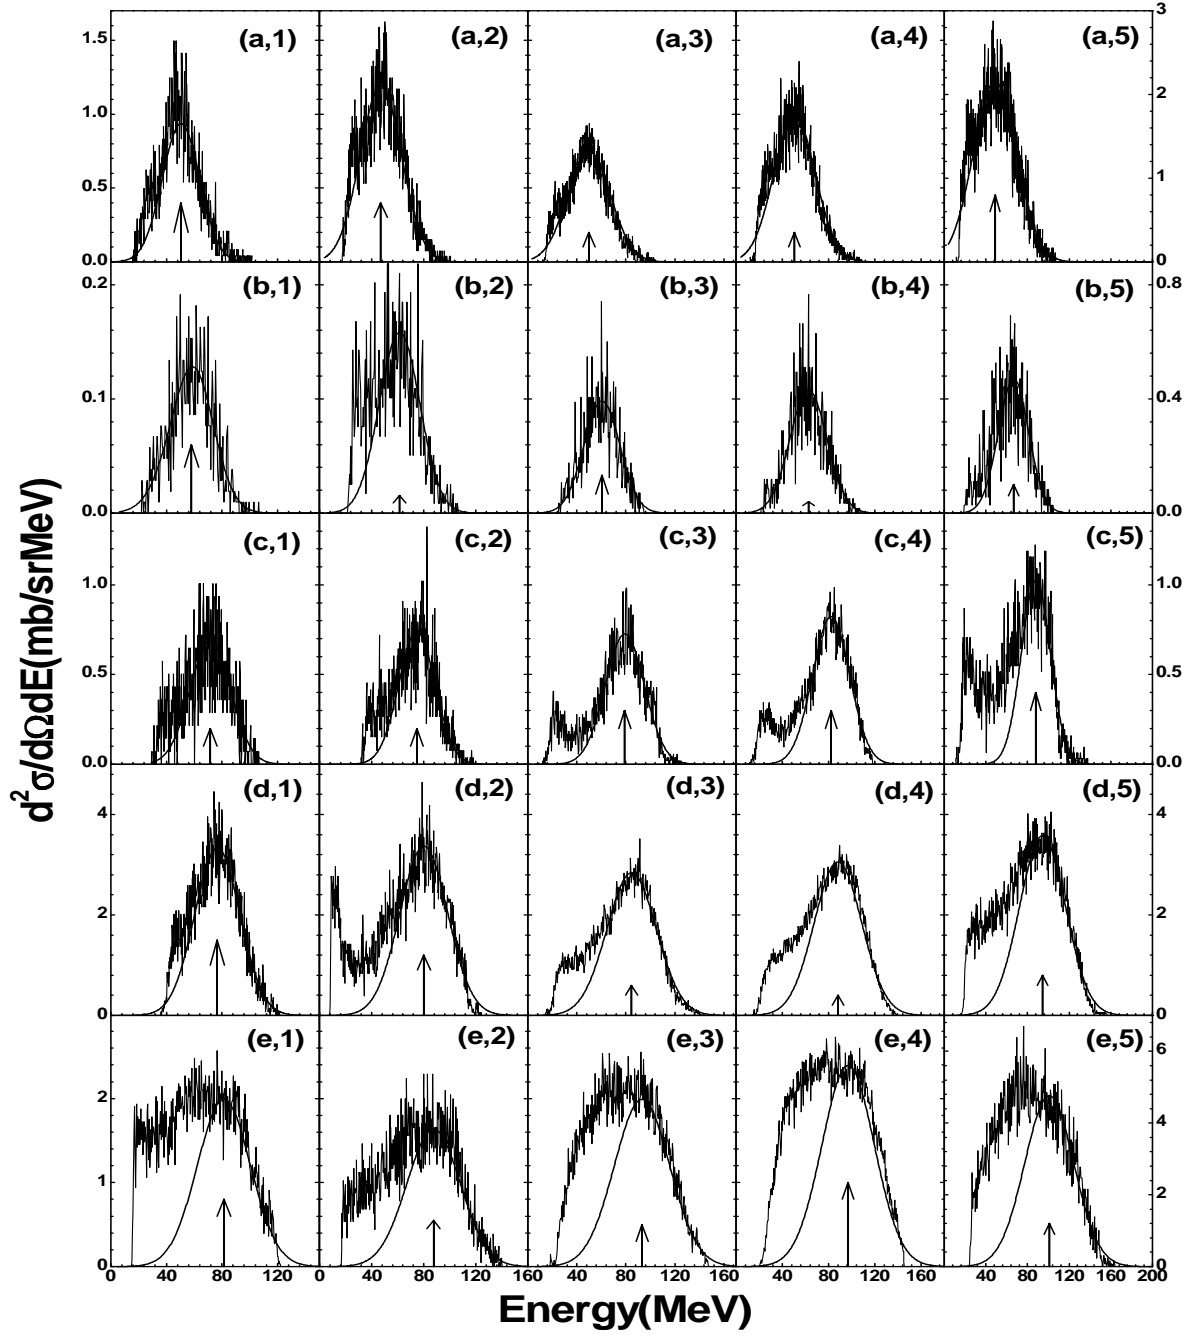 (a,1) (a,2) (a,3) (a,4) (a,5)
1.5 1.0 0.5 0.0
3 2 1 0
(b,1) (b,2) (b,3) (b,4) (b,5)
0.2 0.1 0.0
0.8 0.4 0.0
(c,1) (c,2) (c,3) (c,4) (c,5)
1.0 0.5 0.0
1.0 0.5 0.0
(d,1) (d,2) (d,3) (d,4) (d,5)
4 2 0
4 2 0
(e,1) (e,2) (e,3) (e,4) (e,5)
2 1 0
6 4 2 0
0 40 80 120 0 40 80 120 160 40 80 120 160 40 80 120 160 40 80 120 160 200
d²σ/dΩdE(mb/srMeV)
Energy(MeV)